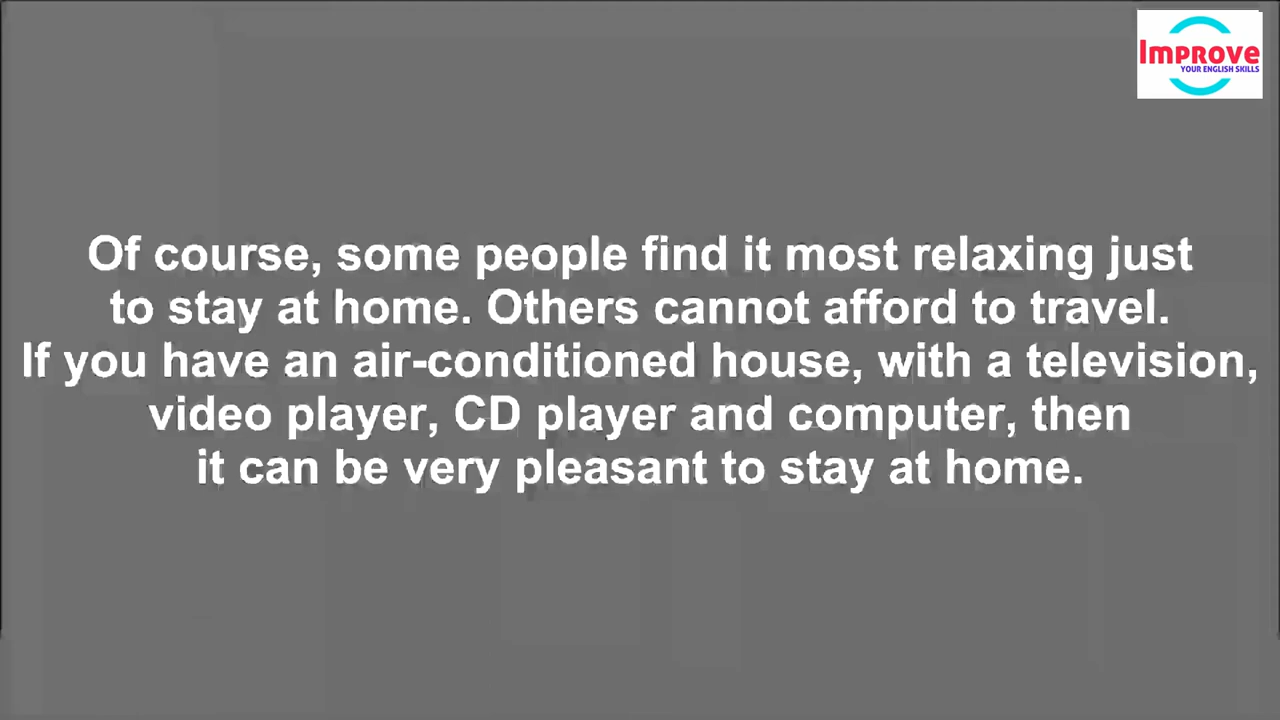 Improve
YOUR ENGLISH SKILLS
Of course, some people find it most relaxing just
to stay at home. Others cannot afford to travel.
If you have an air-conditioned house, with a television,
video player, CD player and computer, then
it can be very pleasant to stay at home.